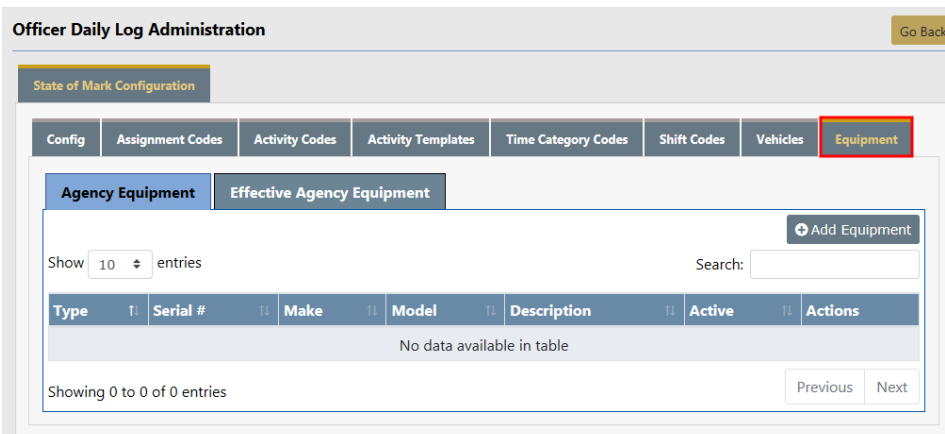 Officer Daily Log Administration
Go Back
State of Mark Configuration
Config Assignment Codes Activity Codes Activity Templates Time Category Codes Shift Codes Vehicles Equipment
Agency Equipment Effective Agency Equipment
Add Equipment
Show 10 entries Search:
Type Serial # Make Model Description Active Actions
No data available in table
Showing 0 to 0 of 0 entries
Previous Next